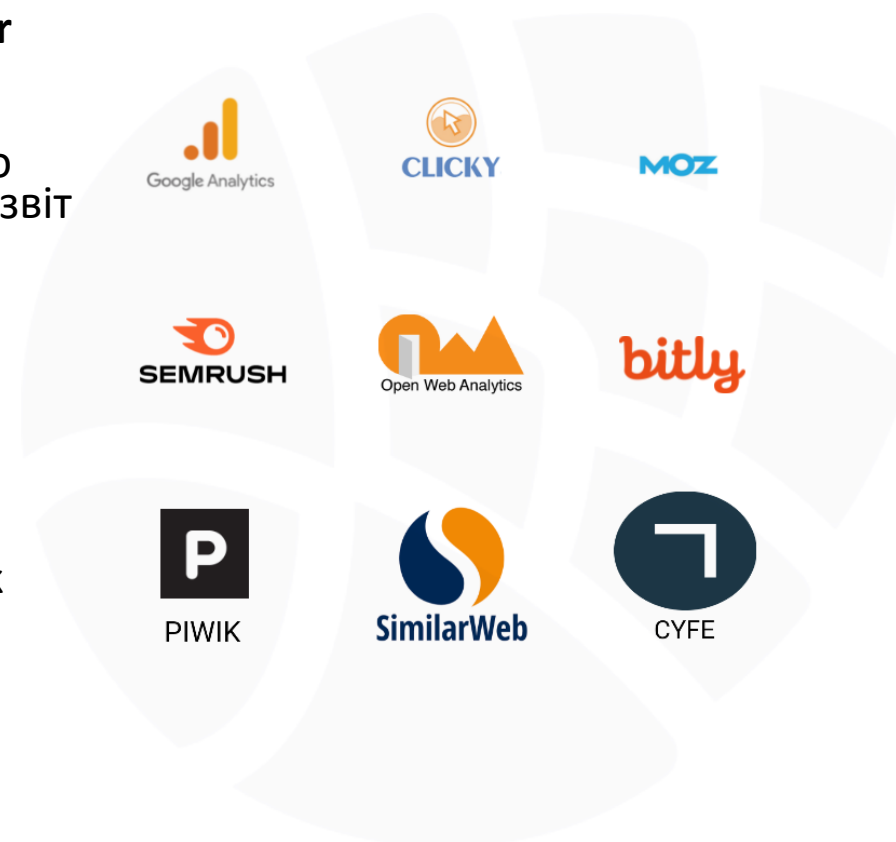 r
Google Analytics
CLICKY
MOZ
о
звіт
SEMRUSH
Open Web Analytics
bitly
P
PIWIK
SimilarWeb
CYFE